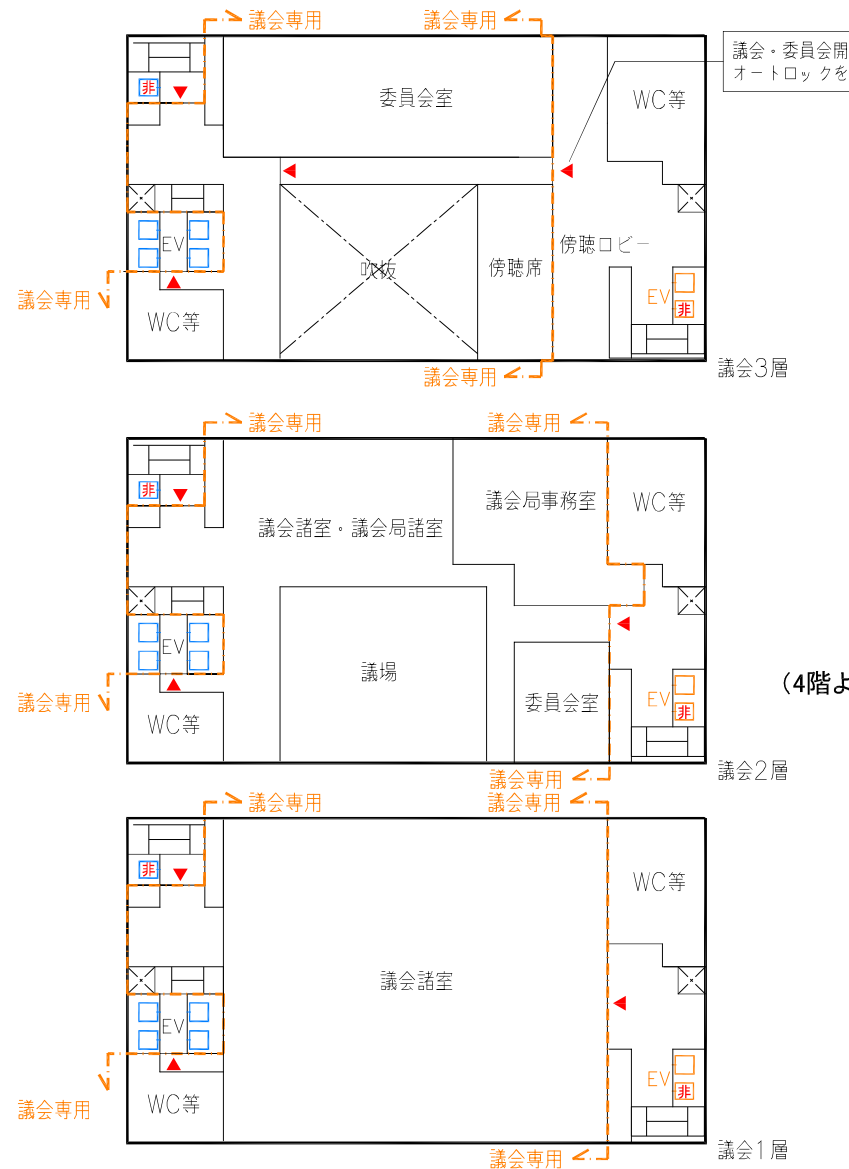 議会専用
議会専用
議会・委員会開
オートロックを
委員会室
WC等
非
EV
吹抜
傍聴席
傍聴ロビー
議会専用
WC等
EV
非
議会専用
議会3層
議会専用
議会専用
非
議会諸室・議会局諸室
議会局事務室
WC等
EV
議場
委員会室
議会専用
WC等
EV
非
(4階よ
議会専用
議会2層
議会専用
議会専用
非
WC等
議会諸室
EV
議会専用
WC等
EV
非
議会専用
議会1層